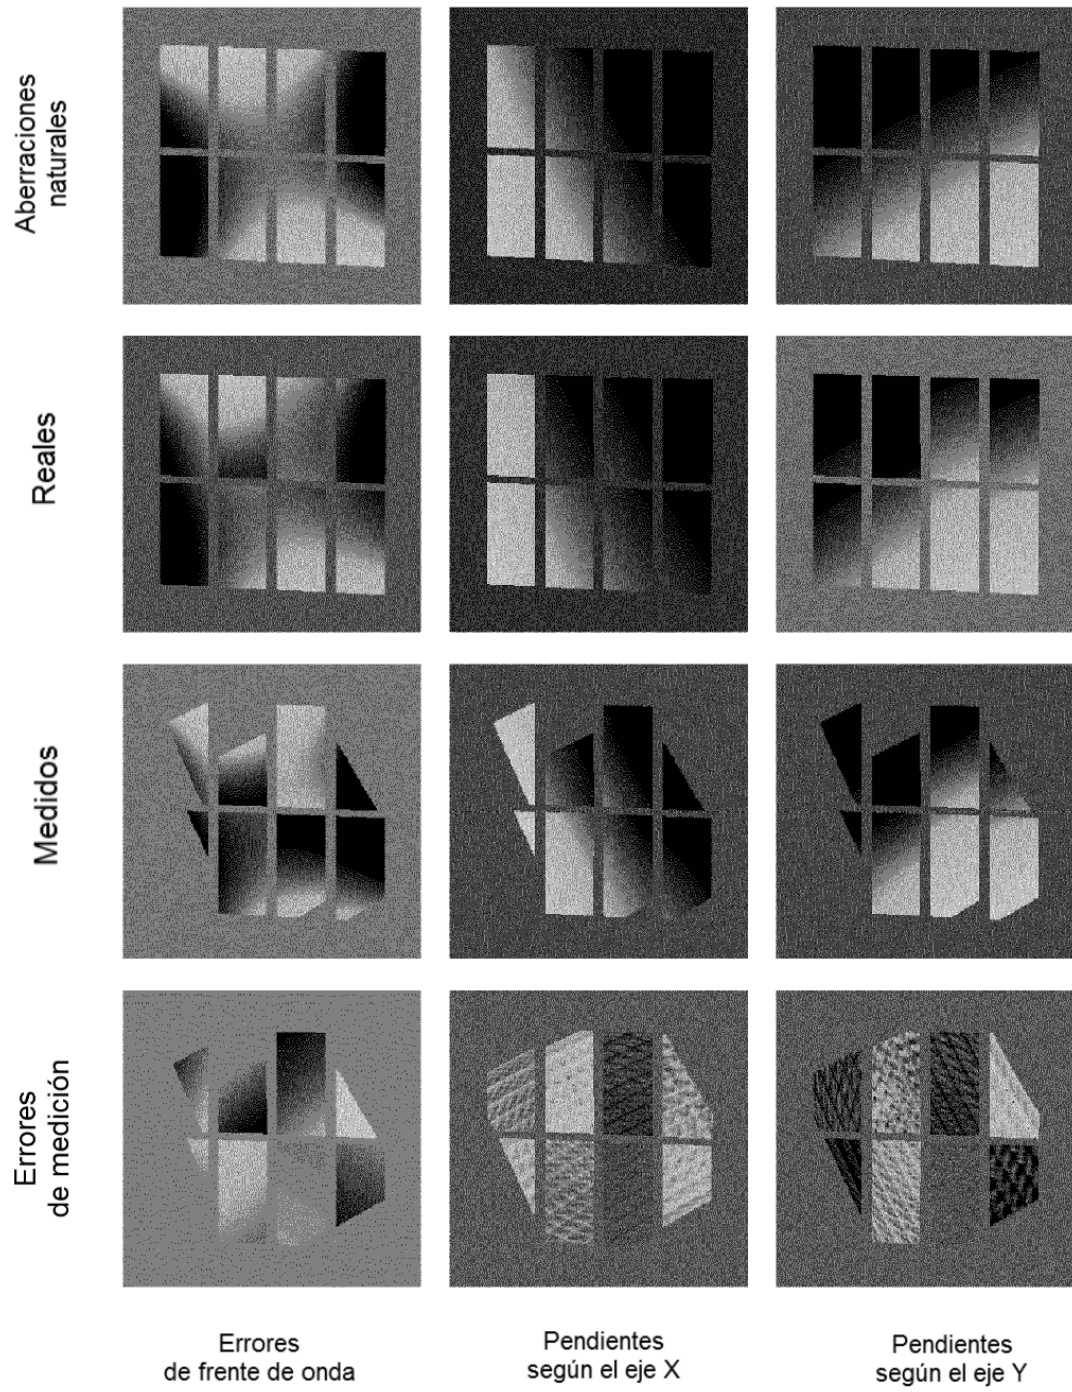 Aberraciones
naturales
Reales
Medidos
Errores
de medición
Errores
de frente de onda
Pendientes
según el eje X
Pendientes
según el eje Y